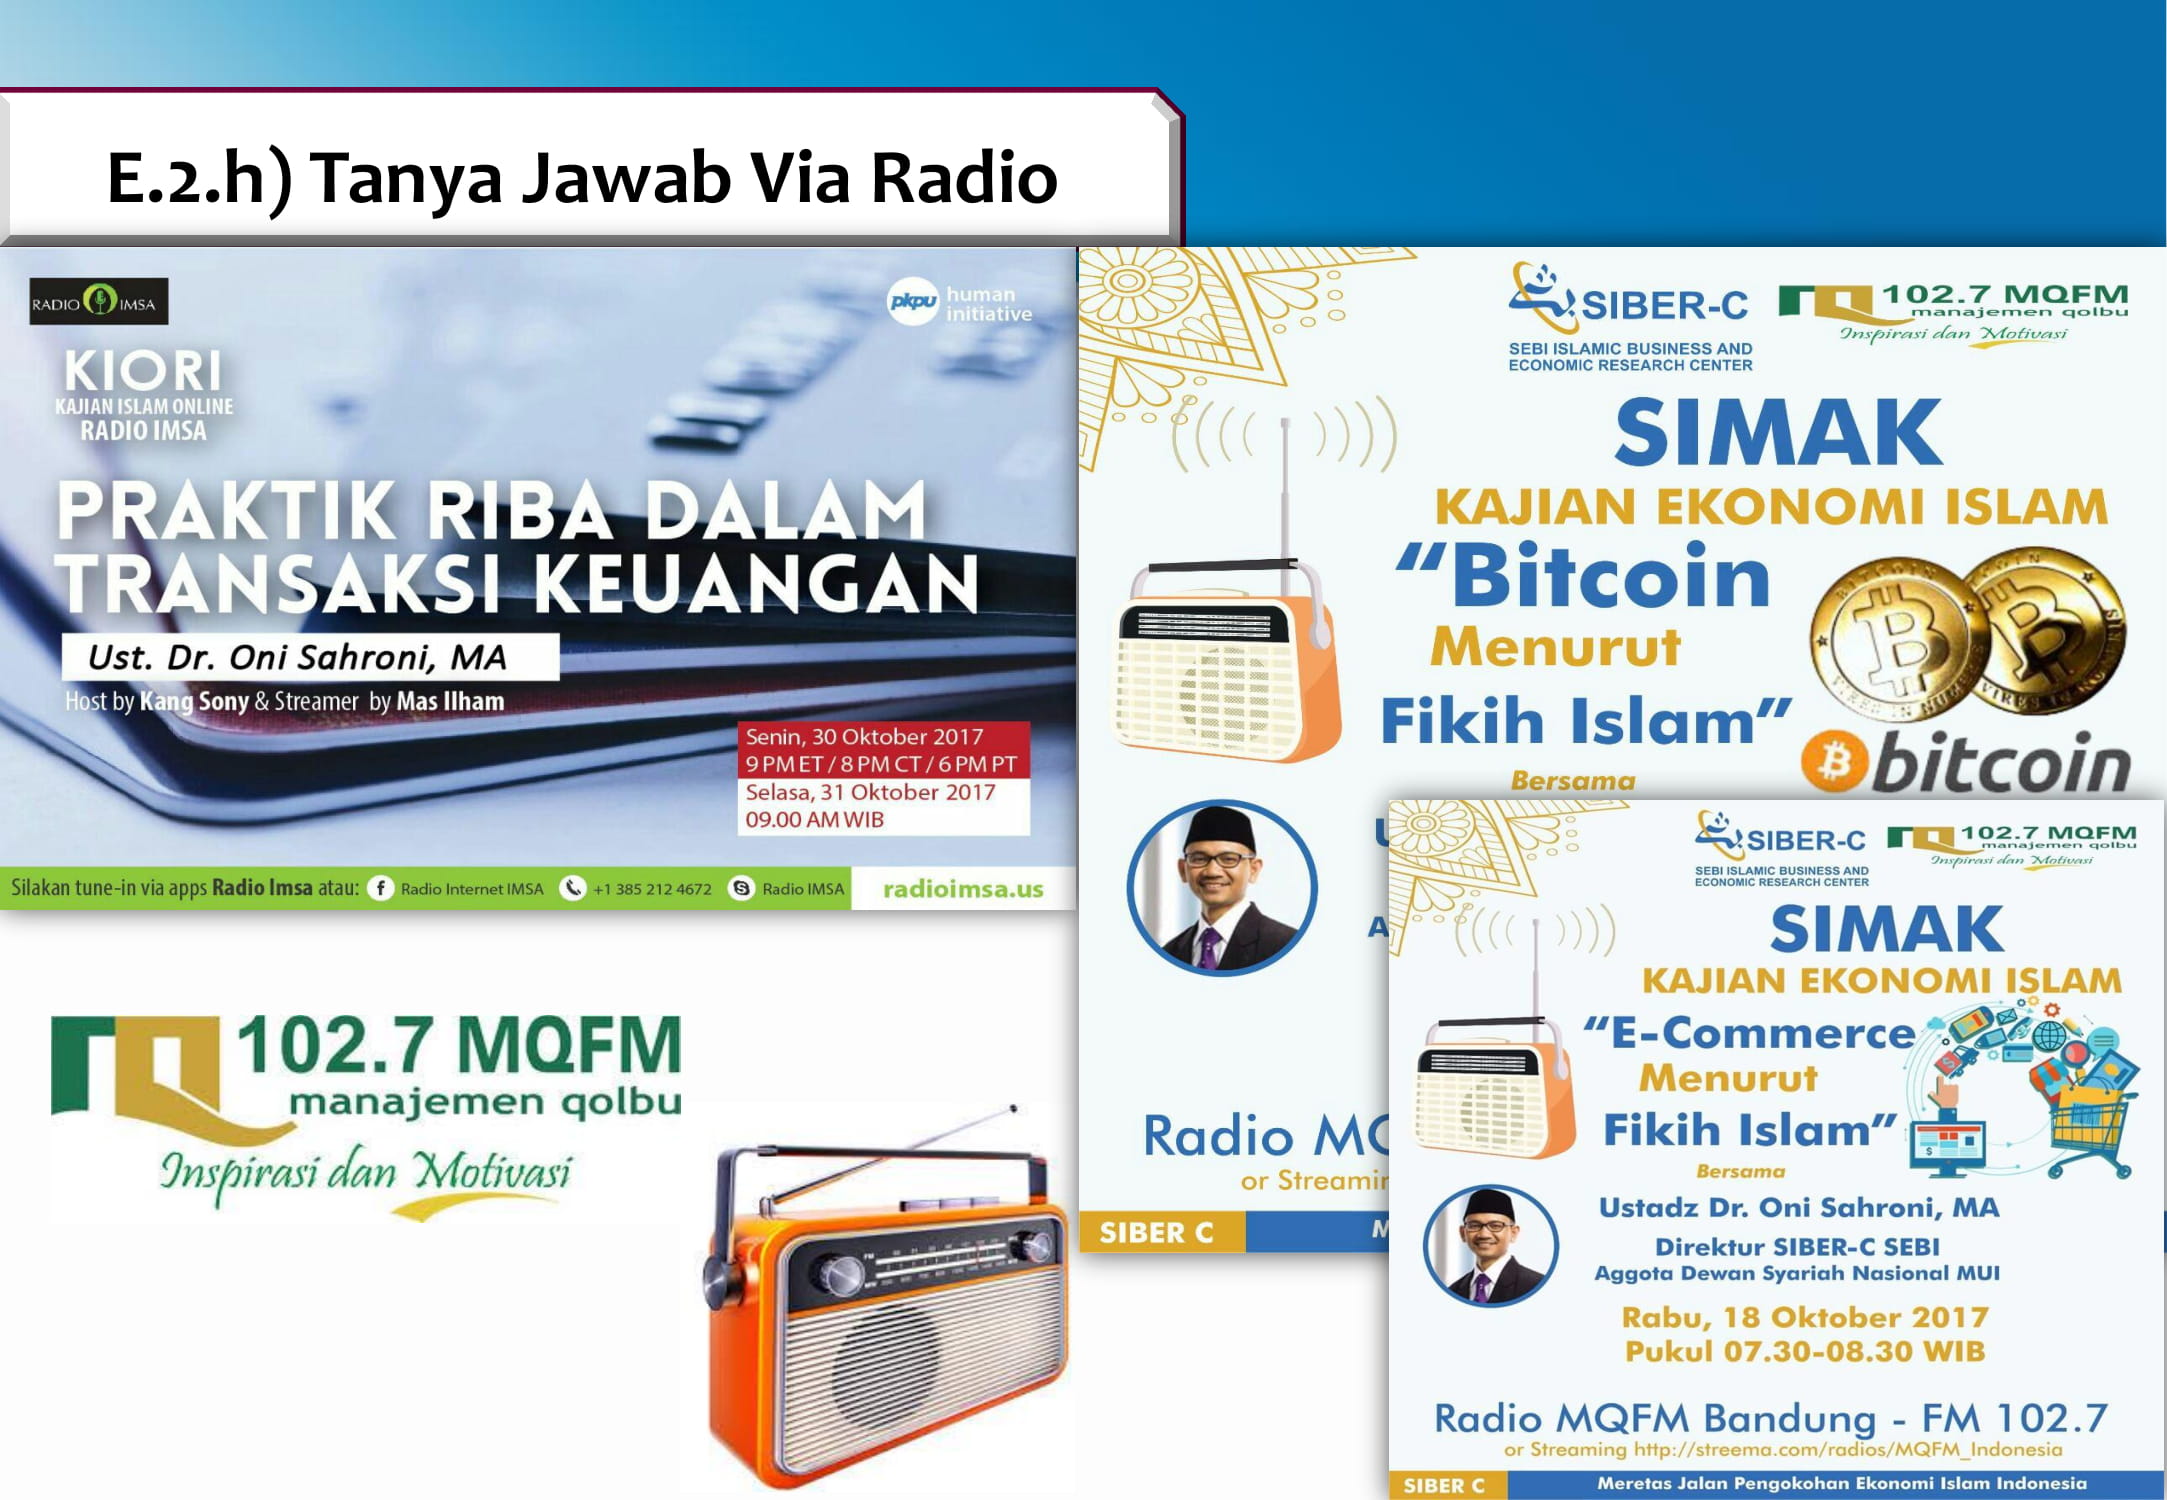 E.2.h) Tanya Jawab Via Radio
RADIO IMSA
pkpu human
initiative
KIORI
KAJIAN ISLAM ONLINE
RADIO IMSA
PRAKTIK RIBA DALAM
TRANSAKSI KEUANGAN
Ust. Dr. Oni Sahroni, MA
Host by Kang Sony & Streamer by Mas Ilham
Senin, 30 Oktober 2017
9 PM ET / 8 PM CT / 6 PM PT
Selasa, 31 Oktober 2017
09.00 AM WIB
Silakan tune-in via apps Radio Imsa atau: Radio Internet IMSA +1 385 212 4672 Radio IMSA radioimsa.us
102.7 MQFM
manajemen qolbu
Inspirasi dan Motivasi
SIBER-C
SEBI ISLAMIC BUSINESS AND
ECONOMIC RESEARCH CENTER
102.7 MQFM
manajemen qolbu
Inspirasi dan Motivasi
SIMAK
KAJIAN EKONOMI ISLAM
“Bitcoin
Menurut
Fikih Islam”
bitcoin
Bersama
Radio
or
SIBER C
SIBER-C
SEBI ISLAMIC BUSINESS AND
ECONOMIC RESEARCH CENTER
102.7 MQFM
manajemen qolbu
Inspirasi dan Motivasi
SIMAK
KAJIAN EKONOMI ISLAM
“E-Commerce
Menurut
Fikih Islam”
Bersama
Ustadz Dr. Oni Sahroni, MA
Direktur SIBER-C SEBI
Aggota Dewan Syariah Nasional MUI
Rabu, 18 Oktober 2017
Pukul 07.30-08.30 WIB
Radio MQFM Bandung - FM 102.7
or Streaming http://streema.com/radios/MQFM_Indonesia
SIBER C
Meretas Jalan Pengokohan Ekonomi Islam Indonesia